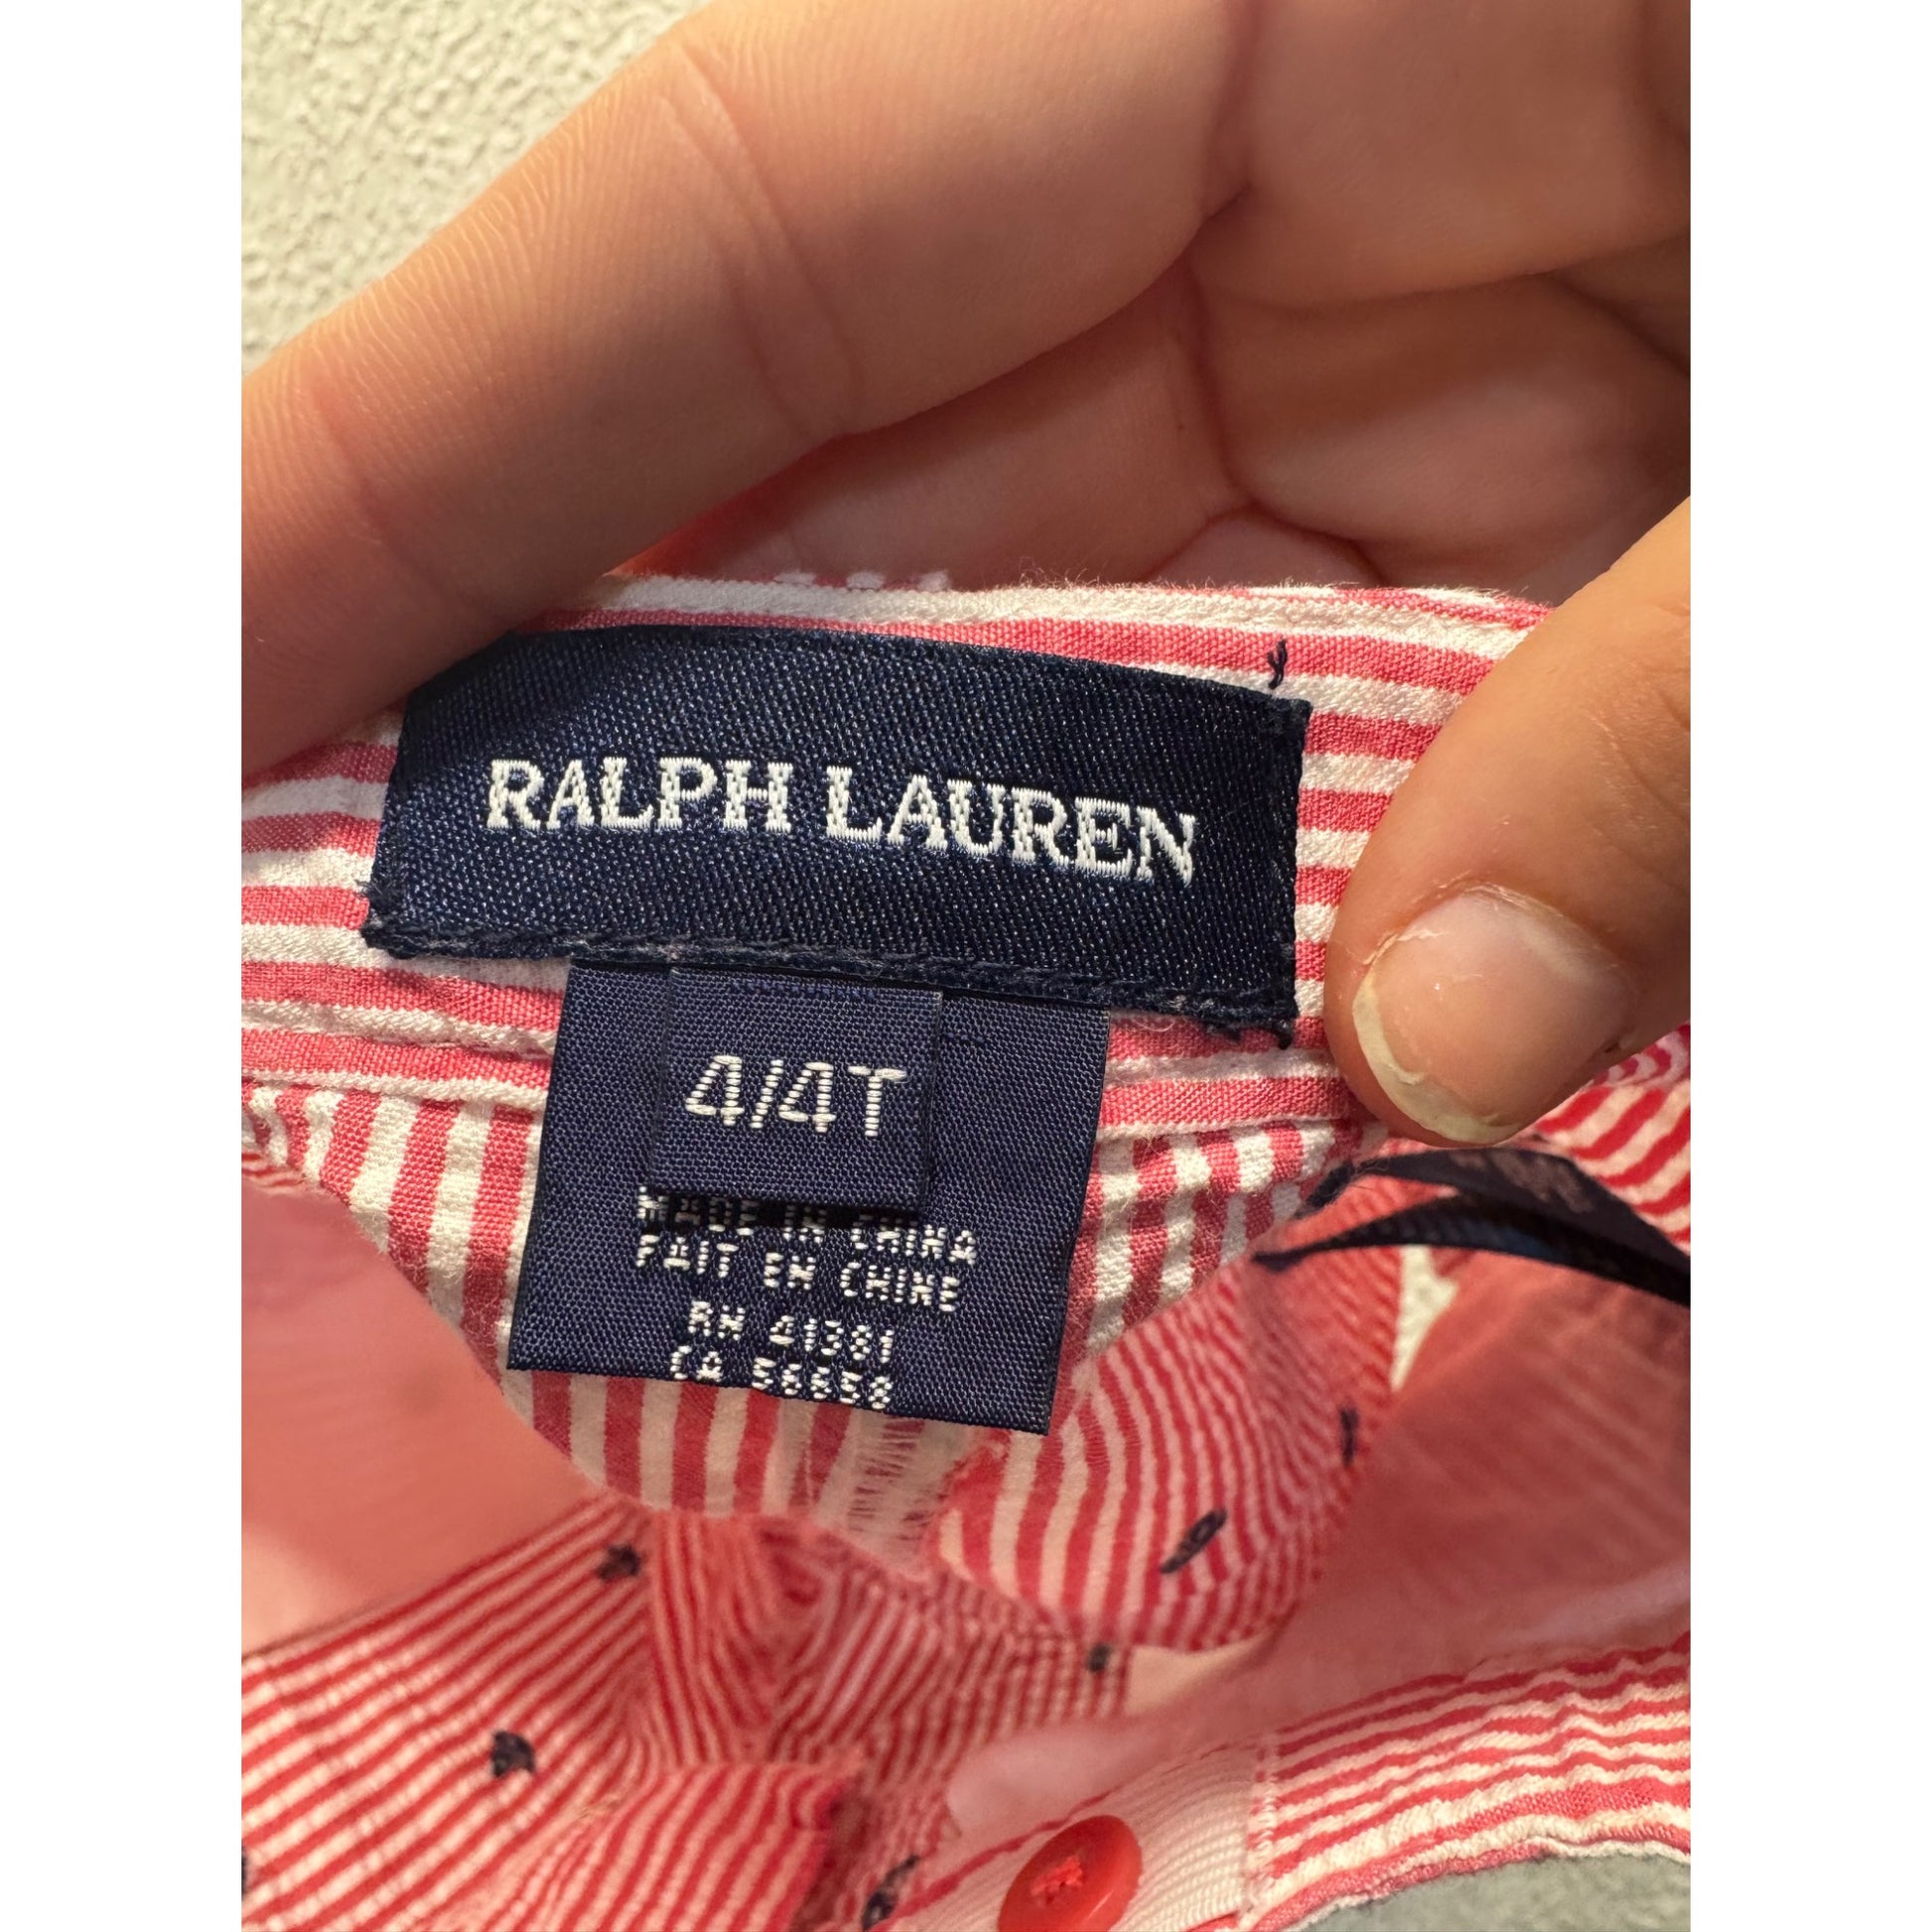 RALPH LAUREN
4/4T
MADE IN CHINA
FAIT EN CHINE
RN 41381
CA 56658